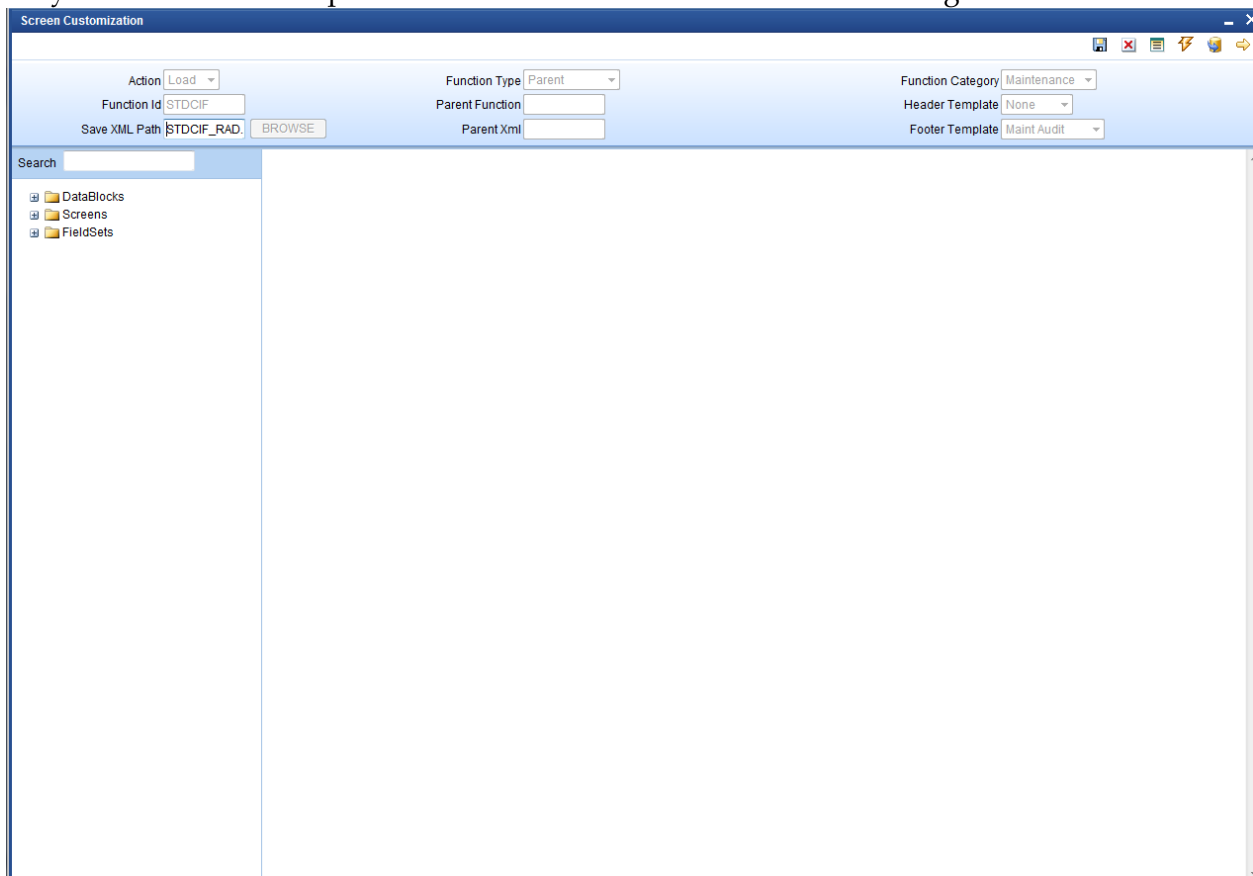 Screen Customization
Action Load Function Type Parent Function Category Maintenance
Function Id STDCIF Parent Function Header Template None
Save XML Path STDCIF_RAD. BROWSE Parent Xml Footer Template Maint Audit
Search
DataBlocks
Screens
FieldSets